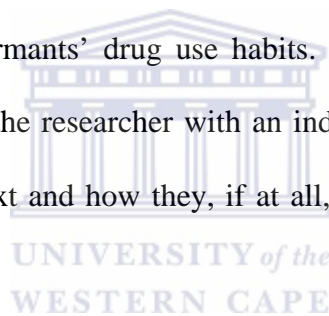 rmants’ drug use habits.
he researcher with an ind
xt and how they, if at all,
UNIVERSITY of the
WESTERN CAPE